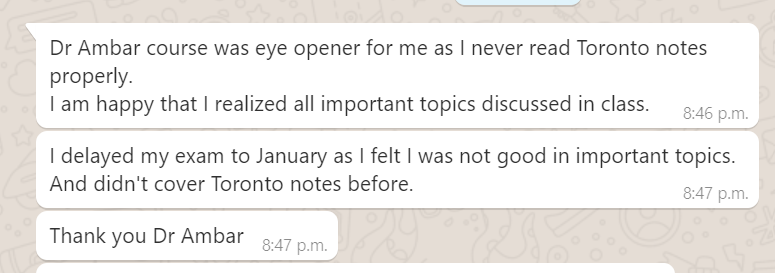 Dr Ambar course was eye opener for me as I never read Toronto notes
properly.
I am happy that I realized all important topics discussed in class.
8:46 p.m.
I delayed my exam to January as I felt I was not good in important topics.
And didn't cover Toronto notes before.
8:47 p.m.
Thank you Dr Ambar
8:47 p.m.